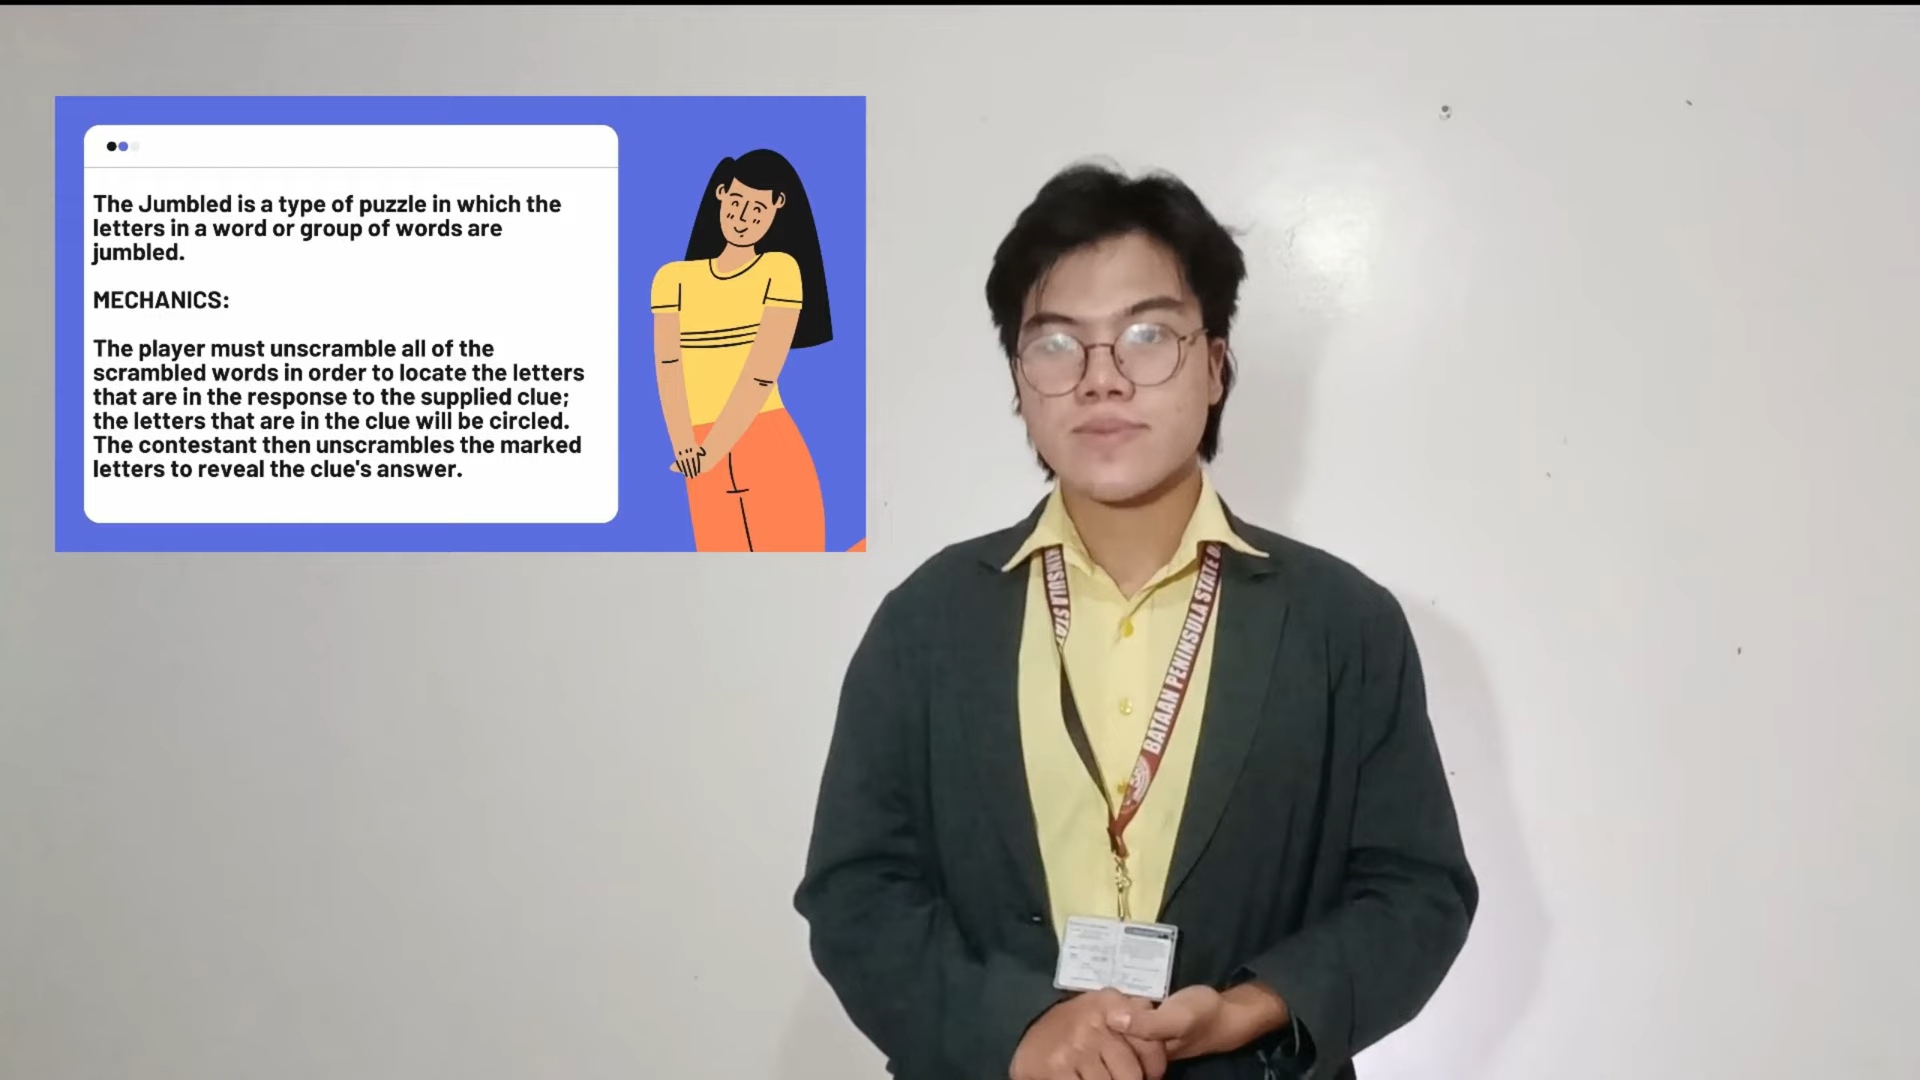 The Jumbled is a type of puzzle in which the
letters in a word or group of words are
jumbled.
MECHANICS:
The player must unscramble all of the
scrambled words in order to locate the letters
that are in the response to the supplied clue;
the letters that are in the clue will be circled.
The contestant then unscrambles the marked
letters to reveal the clue's answer.
BATAAN PENINSULA STATE